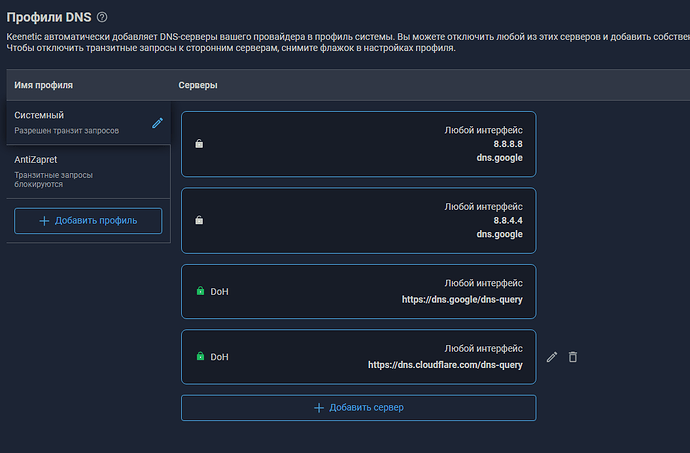 Профили DNS
Keenetic автоматически добавляет DNS-серверы вашего провайдера в профиль системы. Вы можете отключить любой из этих серверов и добавить собствен
Чтобы отключить транзитные запросы к сторонним серверам, снимите флажок в настройках профиля.
Имя профиля
Серверы
Системный
Разрешен транзит запросов
AntiZapret
Транзитные запросы
блокируются
Добавить профиль
Любой интерфейс
8.8.8.8
dns.google
Любой интерфейс
8.8.4.4
dns.google
Любой интерфейс
DoH
https://dns.google/dns-query
Любой интерфейс
DoH
https://dns.cloudflare.com/dns-query
Добавить сервер